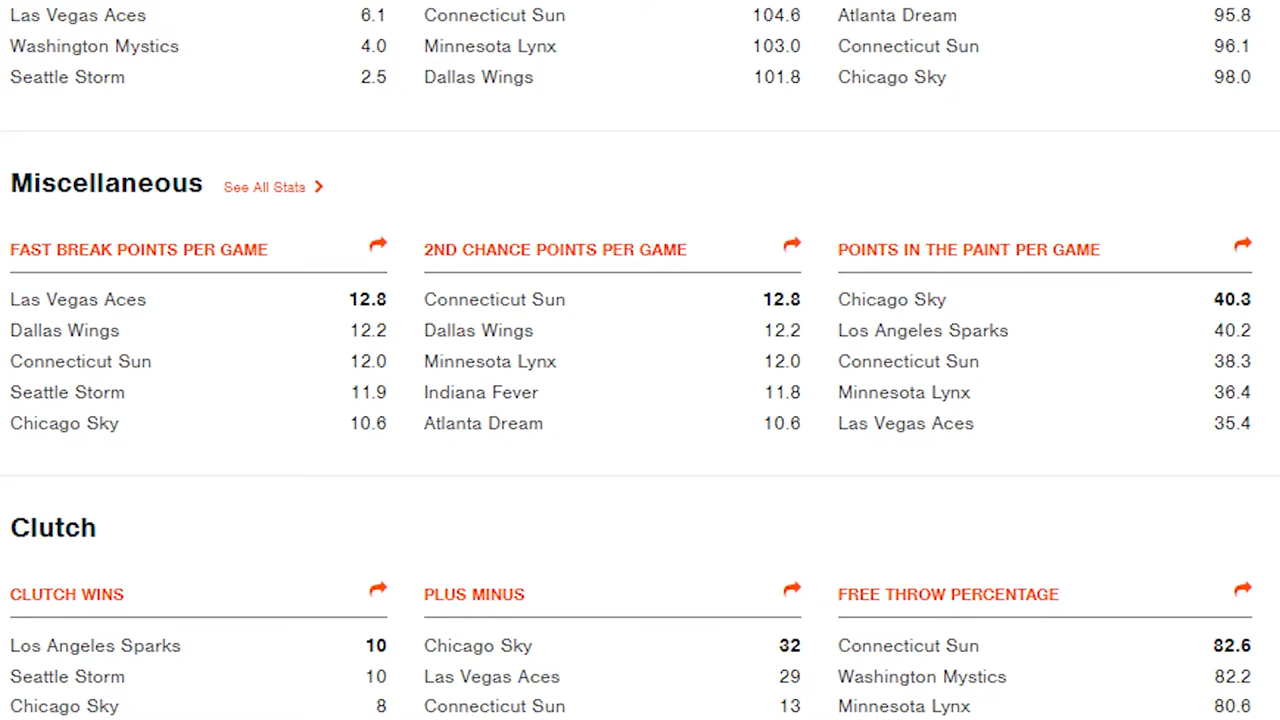 Las Vegas Aces 6.1 Connecticut Sun 104.6 Atlanta Dream 95.8
Washington Mystics 4.0 Minnesota Lynx 103.0 Connecticut Sun 96.1
Seattle Storm 2.5 Dallas Wings 101.8 Chicago Sky 98.0
Miscellaneous See All Stats
FAST BREAK POINTS PER GAME 2ND CHANCE POINTS PER GAME POINTS IN THE PAINT PER GAME
Las Vegas Aces 12.8 Connecticut Sun 12.8 Chicago Sky 40.3
Dallas Wings 12.2 Dallas Wings 12.2 Los Angeles Sparks 40.2
Connecticut Sun 12.0 Minnesota Lynx 12.0 Connecticut Sun 38.3
Seattle Storm 11.9 Indiana Fever 11.8 Minnesota Lynx 36.4
Chicago Sky 10.6 Atlanta Dream 10.6 Las Vegas Aces 35.4
Clutch
CLUTCH WINS PLUS MINUS FREE THROW PERCENTAGE
Los Angeles Sparks 10 Chicago Sky 32 Connecticut Sun 82.6
Seattle Storm 10 Las Vegas Aces 29 Washington Mystics 82.2
Chicago Sky 8 Connecticut Sun 13 Minnesota Lynx 80.6